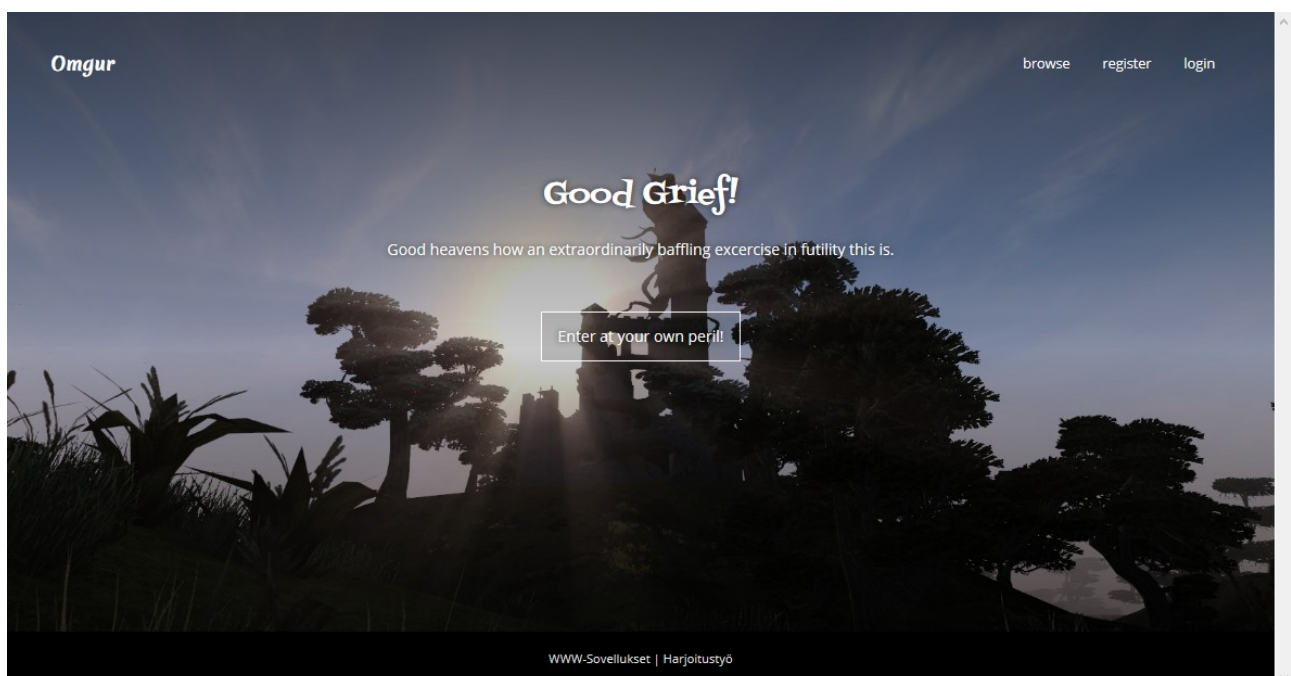 Omgur
browse register login
Good Grief!
Good heavens how an extraordinarily baffling excercise in futility this is.
Enter at your own peril!
WWW-Sovellukset | Harjoitustyö